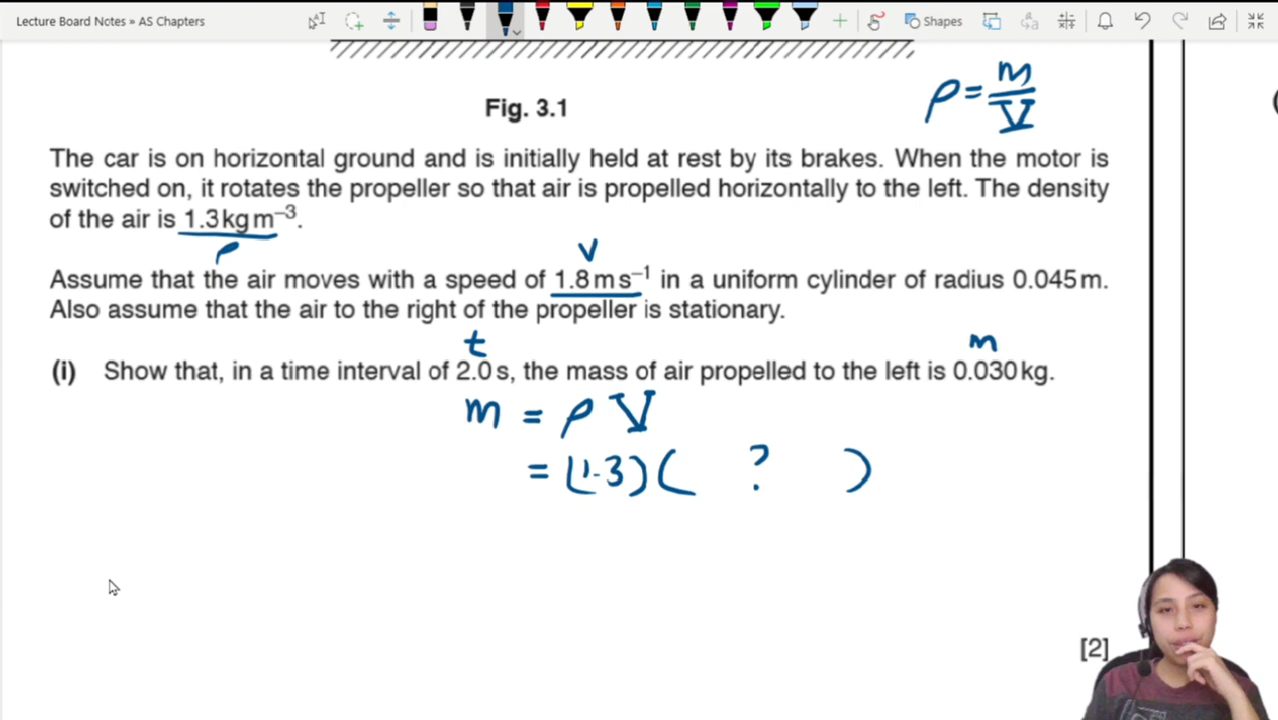 Lecture Board Notes » AS Chapters
Shapes
ρ = m/V
Fig. 3.1
The car is on horizontal ground and is initially held at rest by its brakes. When the motor is
switched on, it rotates the propeller so that air is propelled horizontally to the left. The density
of the air is 1.3 kg m⁻³.
ρ
v
Assume that the air moves with a speed of 1.8 m s⁻¹ in a uniform cylinder of radius 0.045 m.
Also assume that the air to the right of the propeller is stationary.
t
m
(i) Show that, in a time interval of 2.0 s, the mass of air propelled to the left is 0.030 kg.
m = ρ V
= (1.3)( ? )
[2]